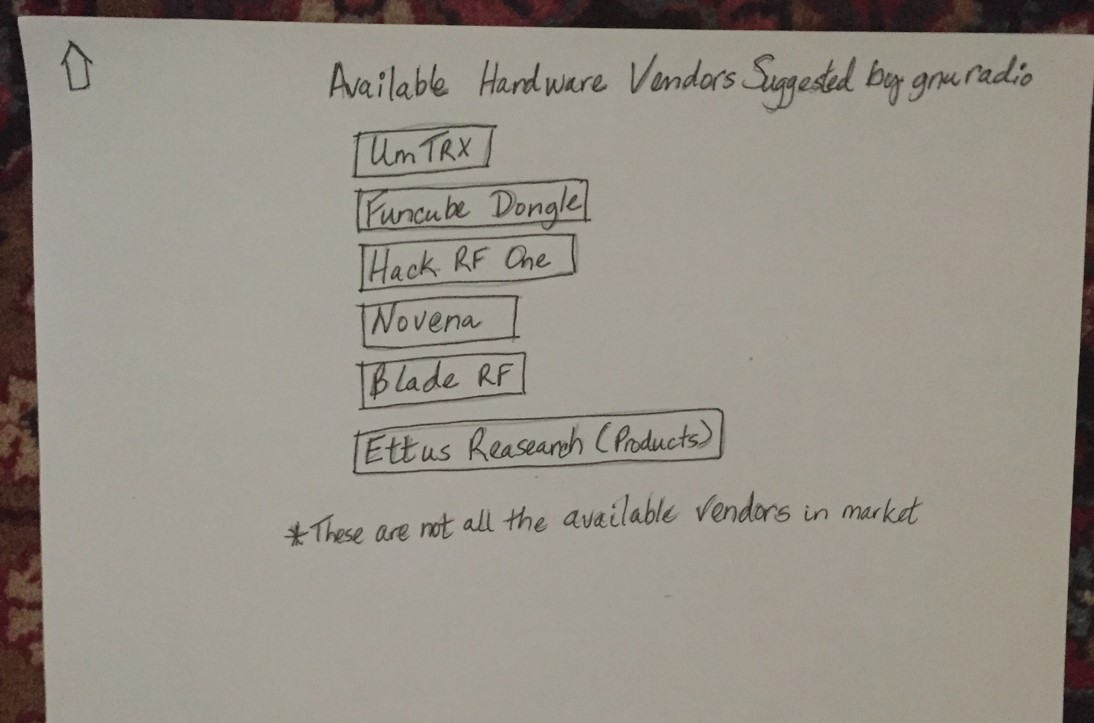 Available Hardware Vendors Suggested by gnuradio
UmTRX
Funcube Dongle
Hack RF One
Novena
Blade RF
Ettus Reasearch (Products)
*These are not all the available vendors in market